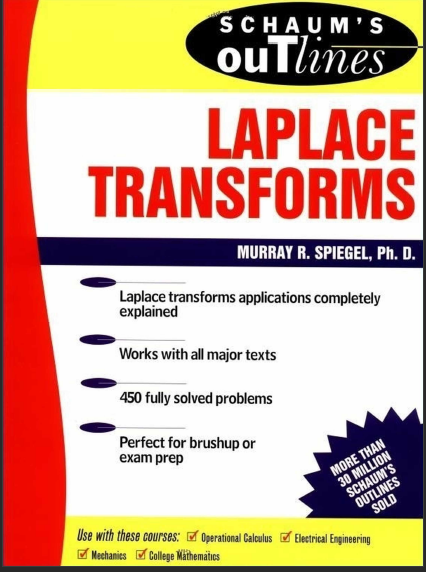 SCHAUM'S
ouTlines
LAPLACE
TRANSFORMS
MURRAY R. SPIEGEL, Ph. D.
Laplace transforms applications completely
explained
Works with all major texts
450 fully solved problems
Perfect for brushup or
exam prep
MORE THAN
30 MILLION
SCHAUM'S
OUTLINES
SOLD
Use with these courses: ☑ Operational Calculus ☑ Electrical Engineering
☑ Mechanics ☑ College Mathematics